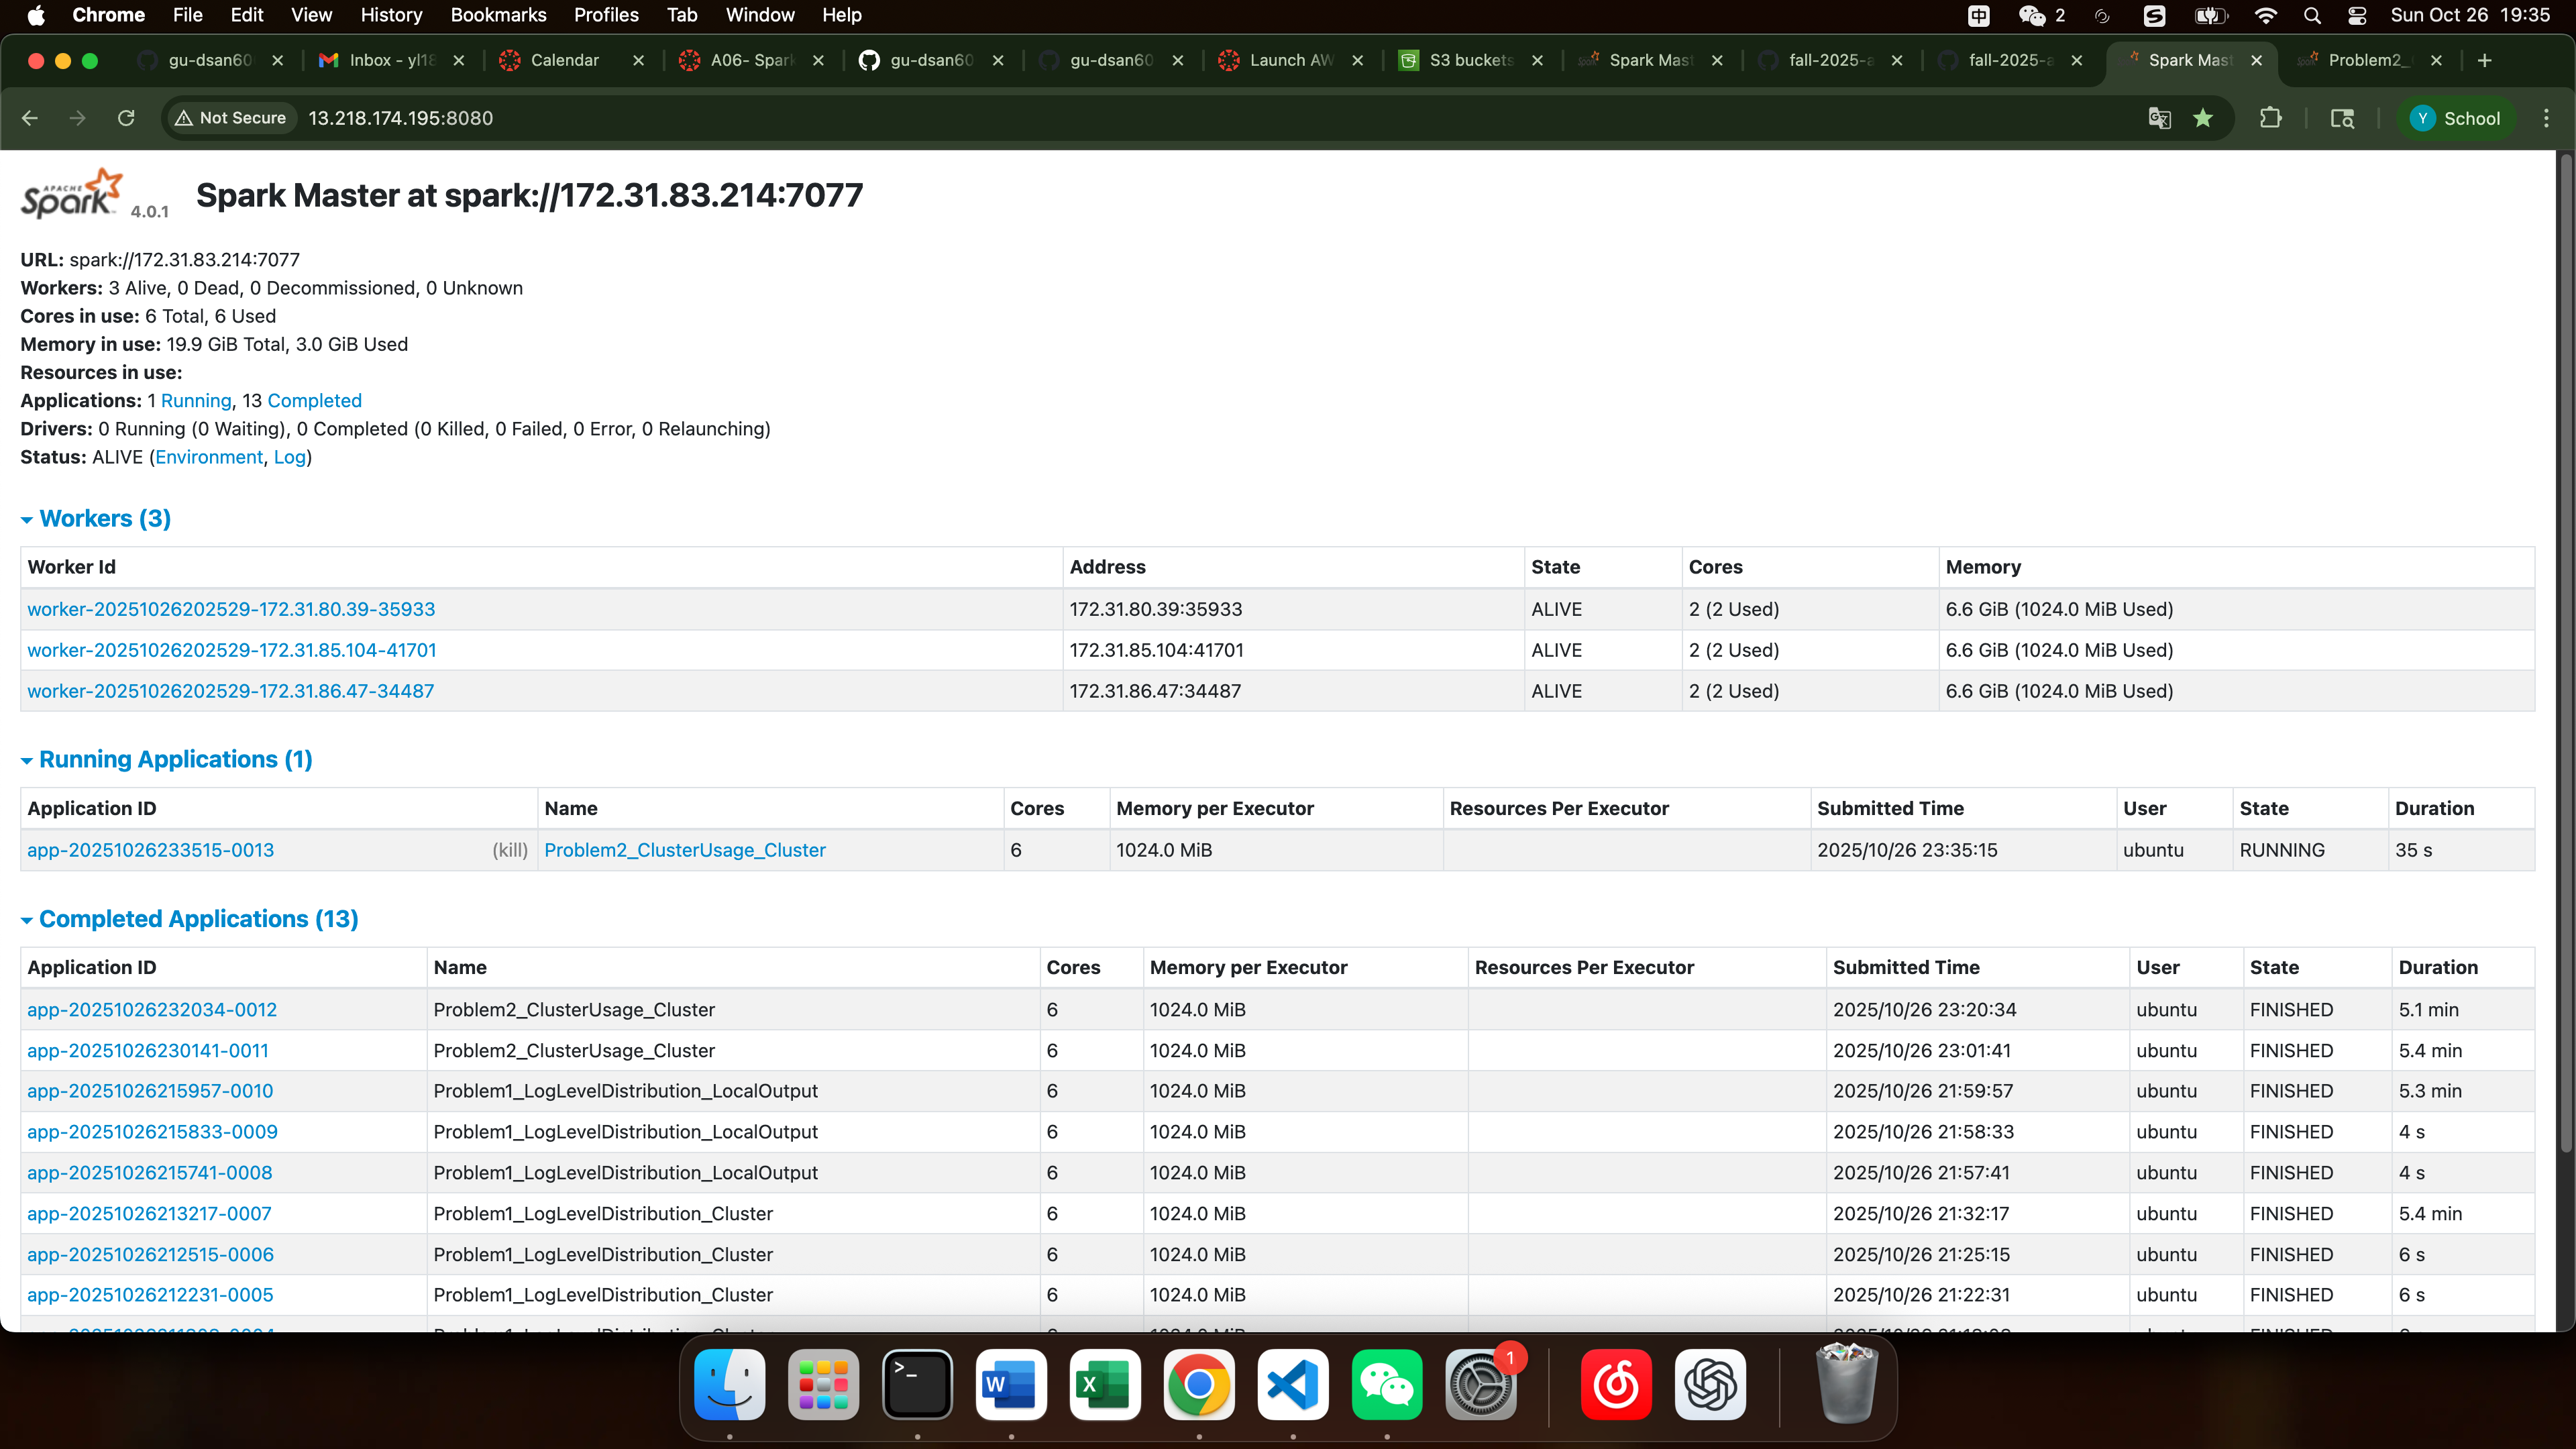 Chrome File Edit View History Bookmarks Profiles Tab Window Help 中 2 S Sun Oct 26 19:35
gu-dsan60 Inbox - yl18 Calendar A06- Spark gu-dsan60 gu-dsan60 Launch AW S3 buckets Spark Mast fall-2025-a fall-2025-a Spark Mast Problem2_
Not Secure 13.218.174.195:8080 Y School
APACHE Spark 4.0.1 Spark Master at spark://172.31.83.214:7077
URL: spark://172.31.83.214:7077
Workers: 3 Alive, 0 Dead, 0 Decommissioned, 0 Unknown
Cores in use: 6 Total, 6 Used
Memory in use: 19.9 GiB Total, 3.0 GiB Used
Resources in use:
Applications: 1 Running, 13 Completed
Drivers: 0 Running (0 Waiting), 0 Completed (0 Killed, 0 Failed, 0 Error, 0 Relaunching)
Status: ALIVE (Environment, Log)
Workers (3)
Worker Id Address State Cores Memory
worker-20251026202529-172.31.80.39-35933 172.31.80.39:35933 ALIVE 2 (2 Used) 6.6 GiB (1024.0 MiB Used)
worker-20251026202529-172.31.85.104-41701 172.31.85.104:41701 ALIVE 2 (2 Used) 6.6 GiB (1024.0 MiB Used)
worker-20251026202529-172.31.86.47-34487 172.31.86.47:34487 ALIVE 2 (2 Used) 6.6 GiB (1024.0 MiB Used)
Running Applications (1)
Application ID Name Cores Memory per Executor Resources Per Executor Submitted Time User State Duration
app-20251026233515-0013 (kill) Problem2_ClusterUsage_Cluster 6 1024.0 MiB 2025/10/26 23:35:15 ubuntu RUNNING 35 s
Completed Applications (13)
Application ID Name Cores Memory per Executor Resources Per Executor Submitted Time User State Duration
app-20251026232034-0012 Problem2_ClusterUsage_Cluster 6 1024.0 MiB 2025/10/26 23:20:34 ubuntu FINISHED 5.1 min
app-20251026230141-0011 Problem2_ClusterUsage_Cluster 6 1024.0 MiB 2025/10/26 23:01:41 ubuntu FINISHED 5.4 min
app-20251026215957-0010 Problem1_LogLevelDistribution_LocalOutput 6 1024.0 MiB 2025/10/26 21:59:57 ubuntu FINISHED 5.3 min
app-20251026215833-0009 Problem1_LogLevelDistribution_LocalOutput 6 1024.0 MiB 2025/10/26 21:58:33 ubuntu FINISHED 4 s
app-20251026215741-0008 Problem1_LogLevelDistribution_LocalOutput 6 1024.0 MiB 2025/10/26 21:57:41 ubuntu FINISHED 4 s
app-20251026213217-0007 Problem1_LogLevelDistribution_Cluster 6 1024.0 MiB 2025/10/26 21:32:17 ubuntu FINISHED 5.4 min
app-20251026212515-0006 Problem1_LogLevelDistribution_Cluster 6 1024.0 MiB 2025/10/26 21:25:15 ubuntu FINISHED 6 s
app-20251026212231-0005 Problem1_LogLevelDistribution_Cluster 6 1024.0 MiB 2025/10/26 21:22:31 ubuntu FINISHED 6 s
>_ W X 1